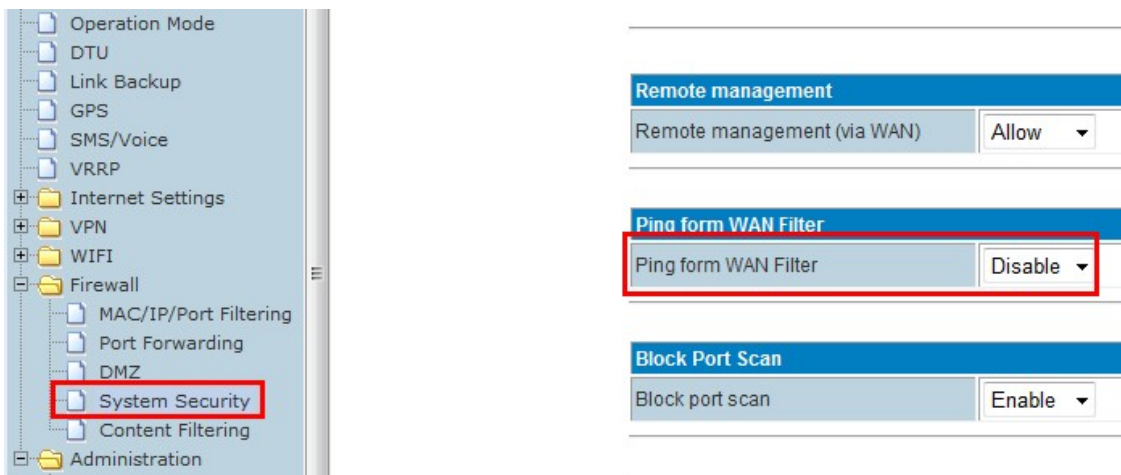 Operation Mode
DTU
Link Backup
GPS
SMS/Voice
VRRP
Internet Settings
VPN
WIFI
Firewall
MAC/IP/Port Filtering
Port Forwarding
DMZ
System Security
Content Filtering
Administration
Remote management
Remote management (via WAN) Allow
Ping form WAN Filter
Ping form WAN Filter Disable
Block Port Scan
Block port scan Enable